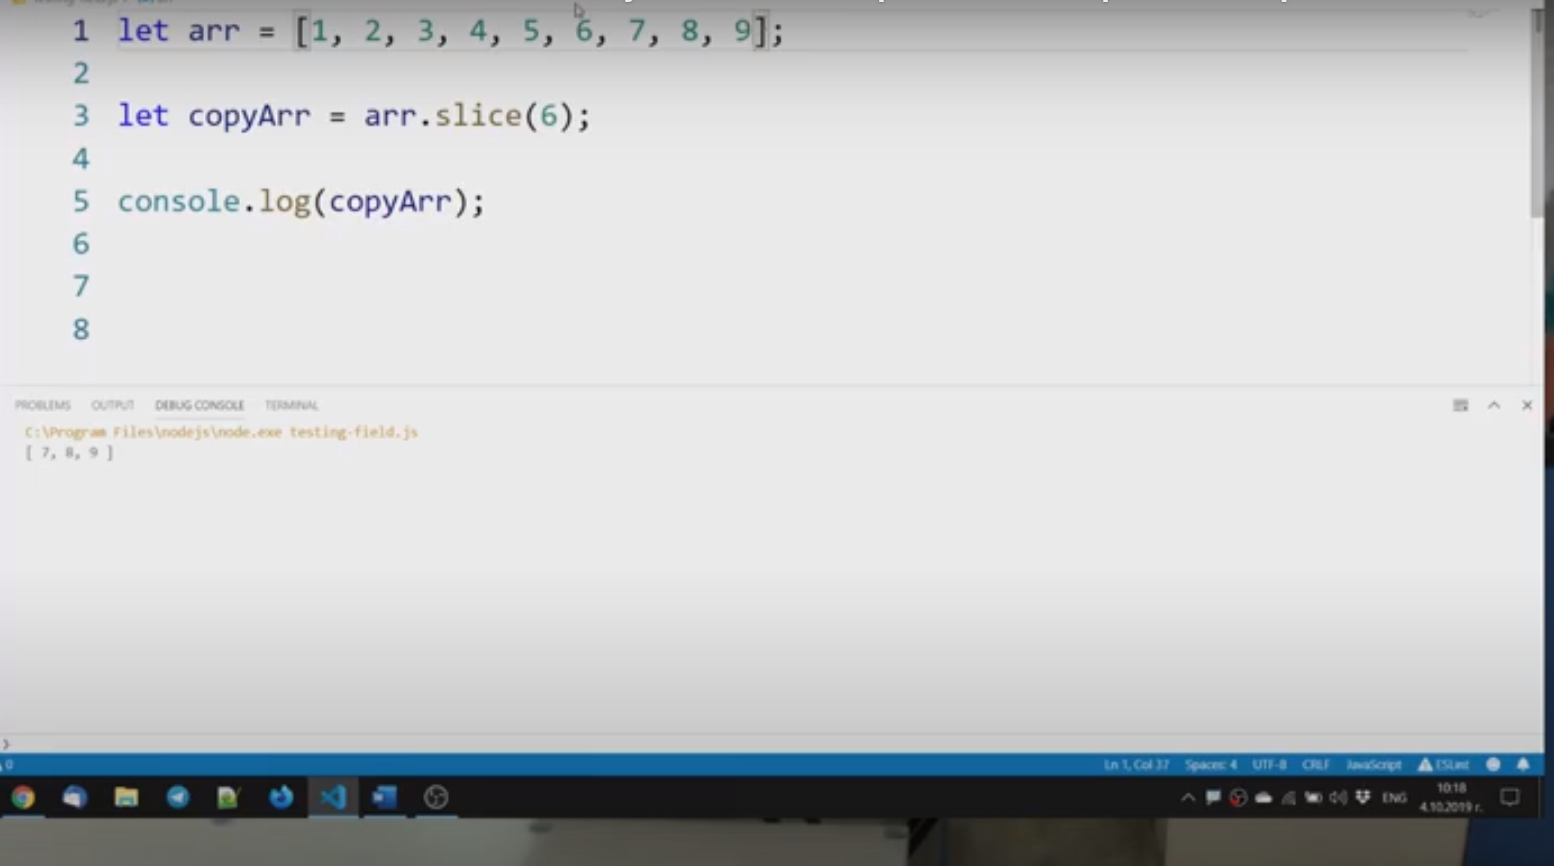 1 let arr = [1, 2, 3, 4, 5, 6, 7, 8, 9];
2
3 let copyArr = arr.slice(6);
4
5 console.log(copyArr);
6
7
8
PROBLEMS OUTPUT DEBUG CONSOLE TERMINAL
C:\Program Files\nodejs\node.exe testing-field.js
[ 7, 8, 9 ]
0 Ln 1, Col 37 Spaces: 4 UTF-8 CRLF JavaScript ESLint
ENG 10:18
4.10.2019 г.